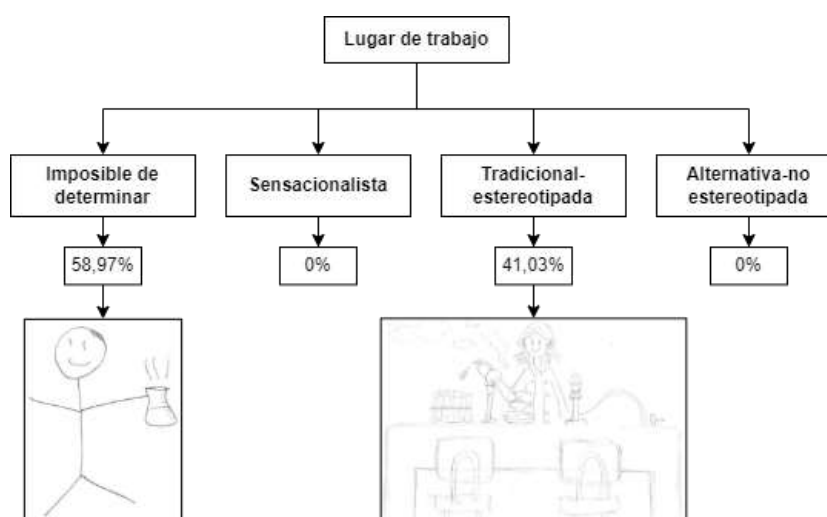 Lugar de trabajo
Imposible de
determinar
Sensacionalista
Tradicional-
estereotipada
Alternativa-no
estereotipada
58,97%
0%
41,03%
0%